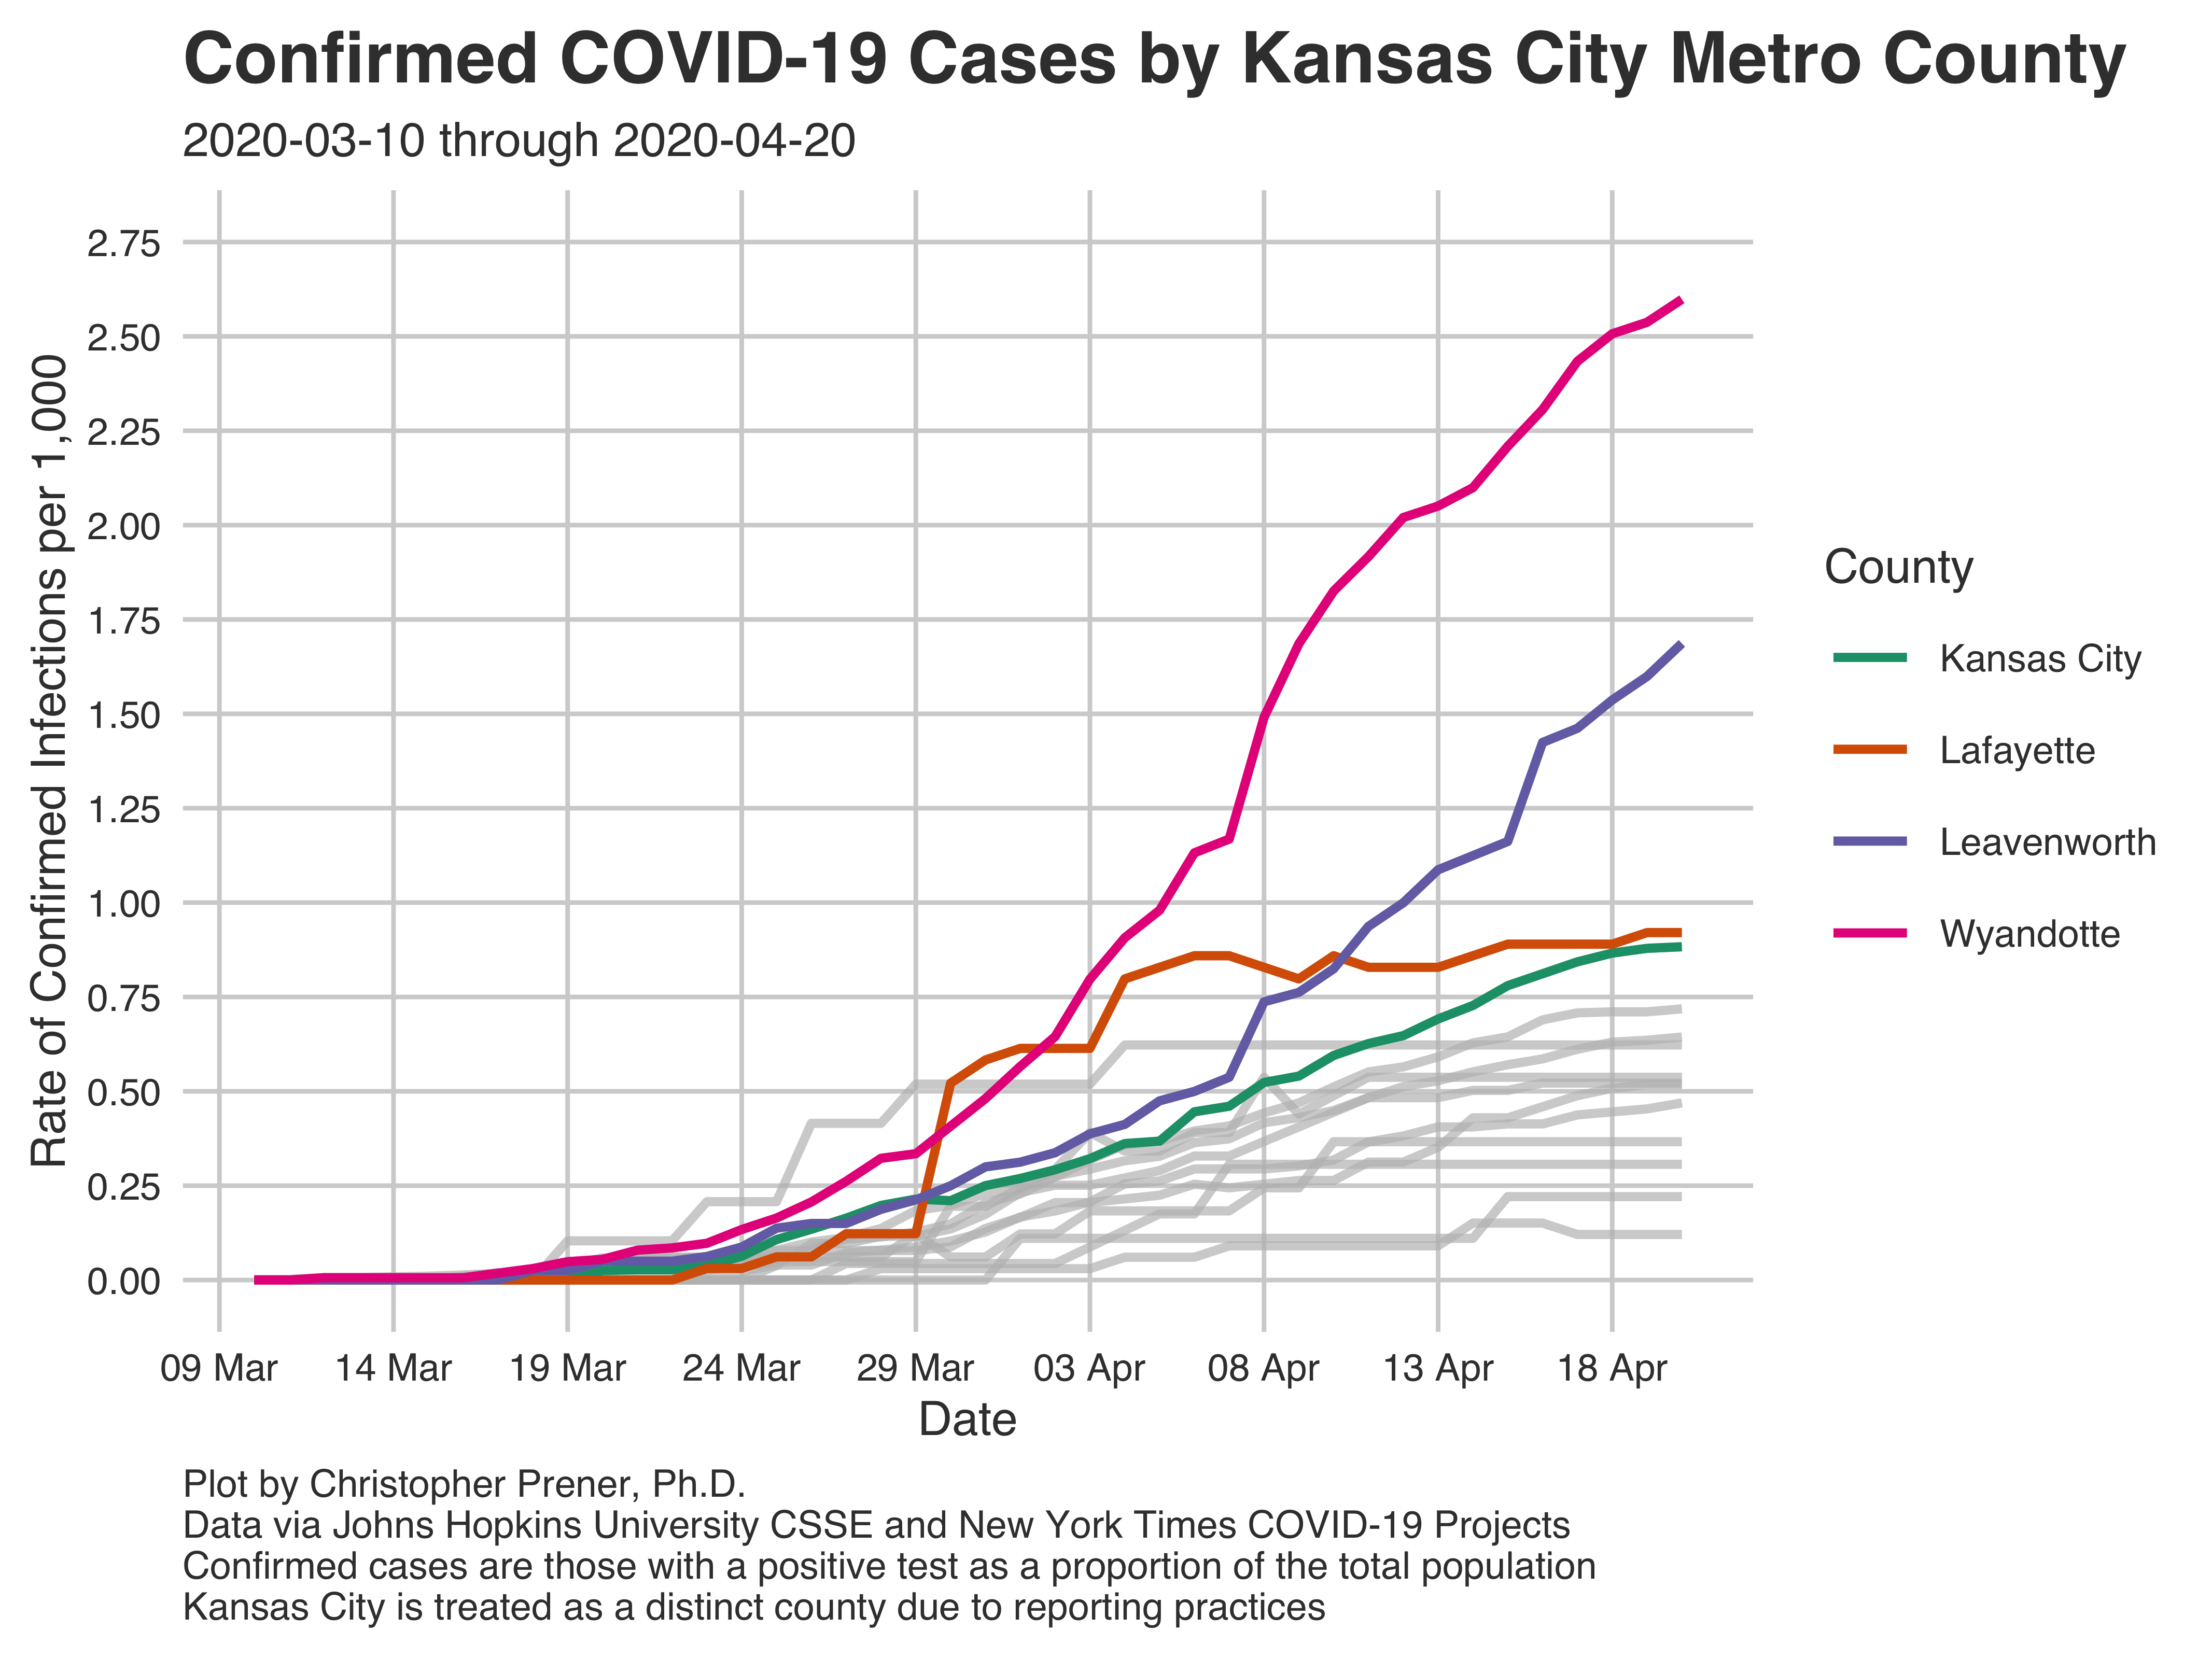 Confirmed COVID-19 Cases by Kansas City Metro County
2020-03-10 through 2020-04-20
Rate of Confirmed Infections per 1,000
2.75
2.50
2.25
2.00
1.75
1.50
1.25
1.00
0.75
0.50
0.25
0.00
09 Mar
14 Mar
19 Mar
24 Mar
29 Mar
03 Apr
08 Apr
13 Apr
18 Apr
Date
County
Kansas City
Lafayette
Leavenworth
Wyandotte
Plot by Christopher Prener, Ph.D.
Data via Johns Hopkins University CSSE and New York Times COVID-19 Projects
Confirmed cases are those with a positive test as a proportion of the total population
Kansas City is treated as a distinct county due to reporting practices